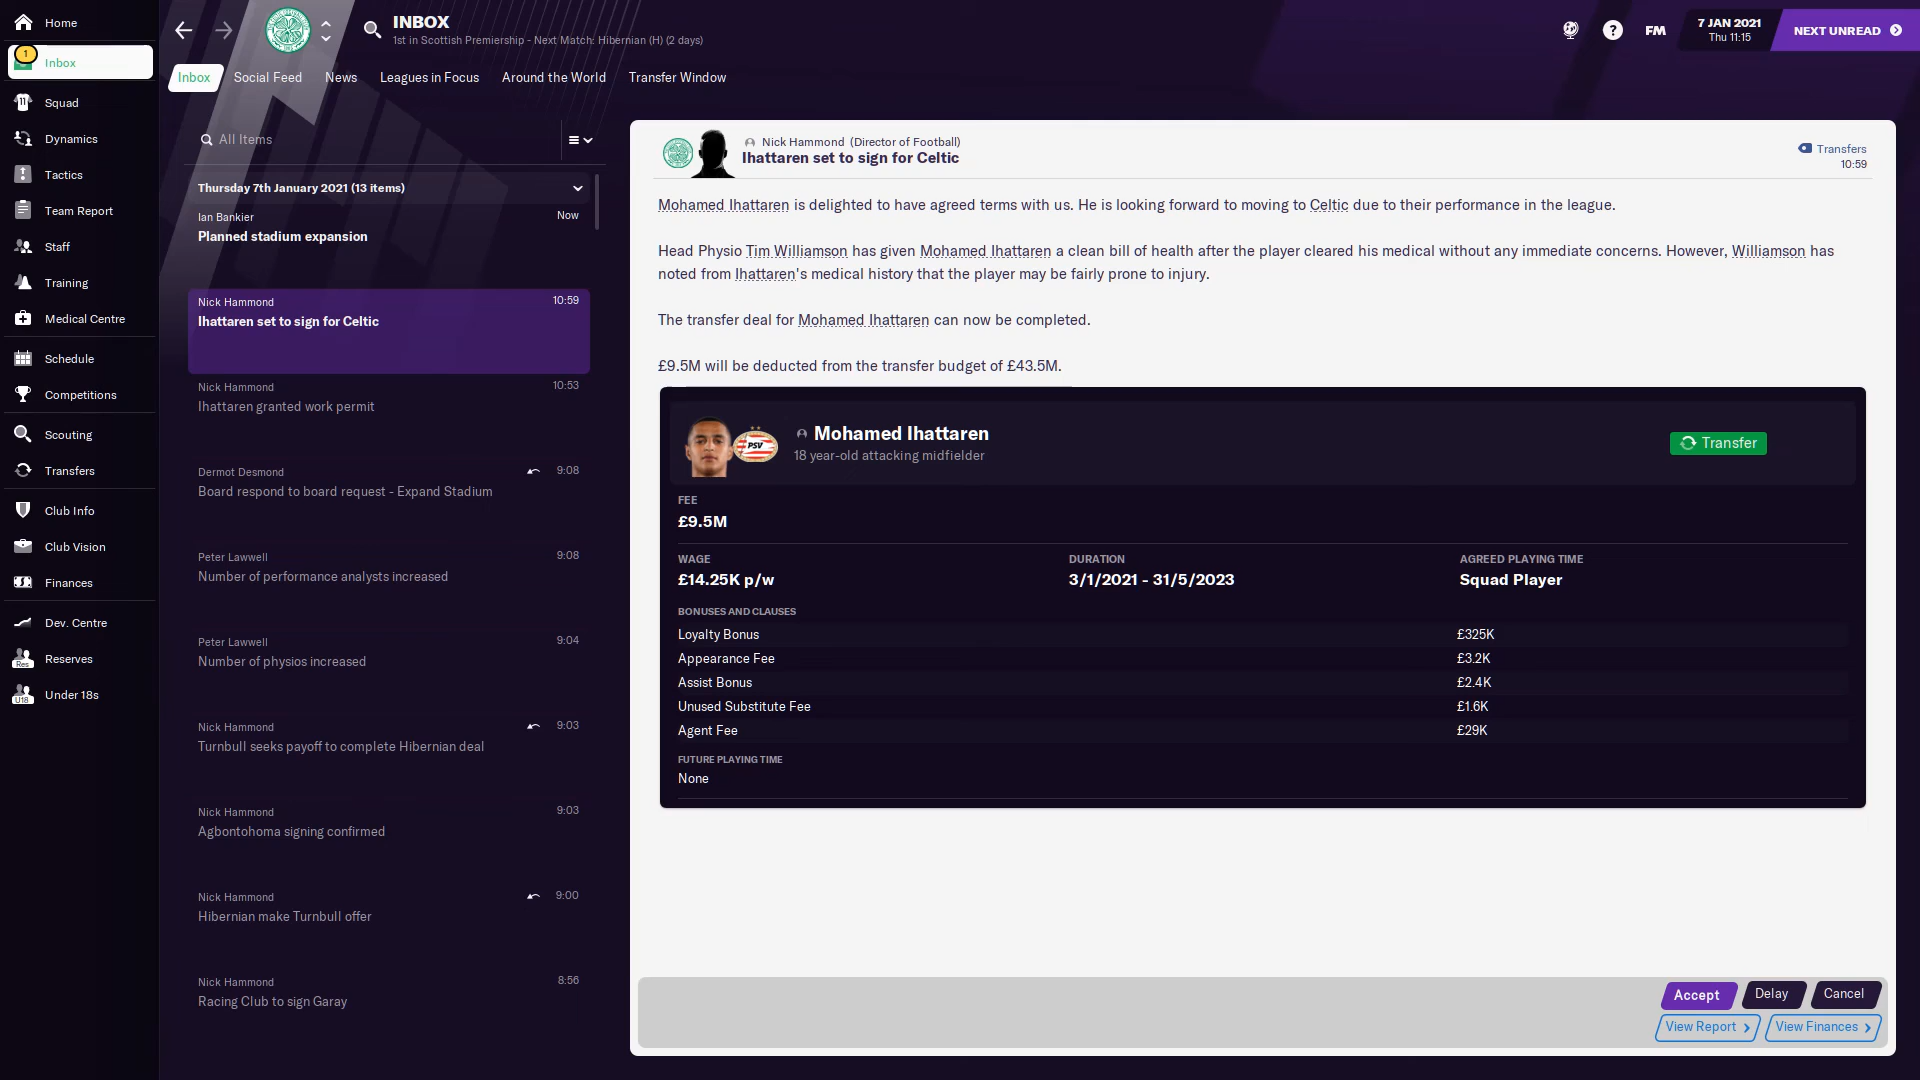 Home
1
Inbox
Squad
Dynamics
Tactics
Team Report
Staff
Training
Medical Centre
Schedule
Competitions
Scouting
Transfers
Club Info
Club Vision
Finances
Dev. Centre
Res
Reserves
U18
Under 18s
INBOX
1st in Scottish Premiership - Next Match: Hibernian (H) (2 days)
?
FM
7 JAN 2021
Thu 11:15
NEXT UNREAD
Inbox Social Feed News Leagues in Focus Around the World Transfer Window
All Items
Thursday 7th January 2021 (13 items)
Ian Bankier Now
Planned stadium expansion
Nick Hammond 10:59
Ihattaren set to sign for Celtic
Nick Hammond 10:53
Ihattaren granted work permit
Dermot Desmond 9:08
Board respond to board request - Expand Stadium
Peter Lawwell 9:08
Number of performance analysts increased
Peter Lawwell 9:04
Number of physios increased
Nick Hammond 9:03
Turnbull seeks payoff to complete Hibernian deal
Nick Hammond 9:03
Agbontohoma signing confirmed
Nick Hammond 9:00
Hibernian make Turnbull offer
Nick Hammond 8:56
Racing Club to sign Garay
Nick Hammond (Director of Football)
Ihattaren set to sign for Celtic
Transfers
10:59
Mohamed Ihattaren is delighted to have agreed terms with us. He is looking forward to moving to Celtic due to their performance in the league.
Head Physio Tim Williamson has given Mohamed Ihattaren a clean bill of health after the player cleared his medical without any immediate concerns. However, Williamson has
noted from Ihattaren's medical history that the player may be fairly prone to injury.
The transfer deal for Mohamed Ihattaren can now be completed.
£9.5M will be deducted from the transfer budget of £43.5M.
PSV
Mohamed Ihattaren
18 year-old attacking midfielder
Transfer
FEE
£9.5M
WAGE DURATION AGREED PLAYING TIME
£14.25K p/w 3/1/2021 - 31/5/2023 Squad Player
BONUSES AND CLAUSES
Loyalty Bonus £325K
Appearance Fee £3.2K
Assist Bonus £2.4K
Unused Substitute Fee £1.6K
Agent Fee £29K
FUTURE PLAYING TIME
None
Accept Delay Cancel
View Report View Finances